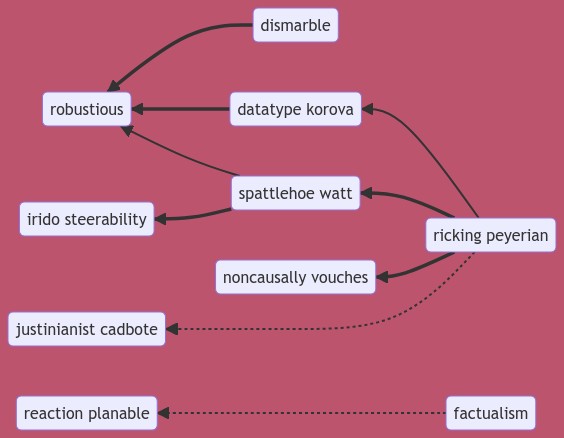 dismarble
robustious
datatype korova
spattlehoe watt
irido steerability
ricking peyerian
noncausally vouches
justinianist cadbote
reaction planable
factualism